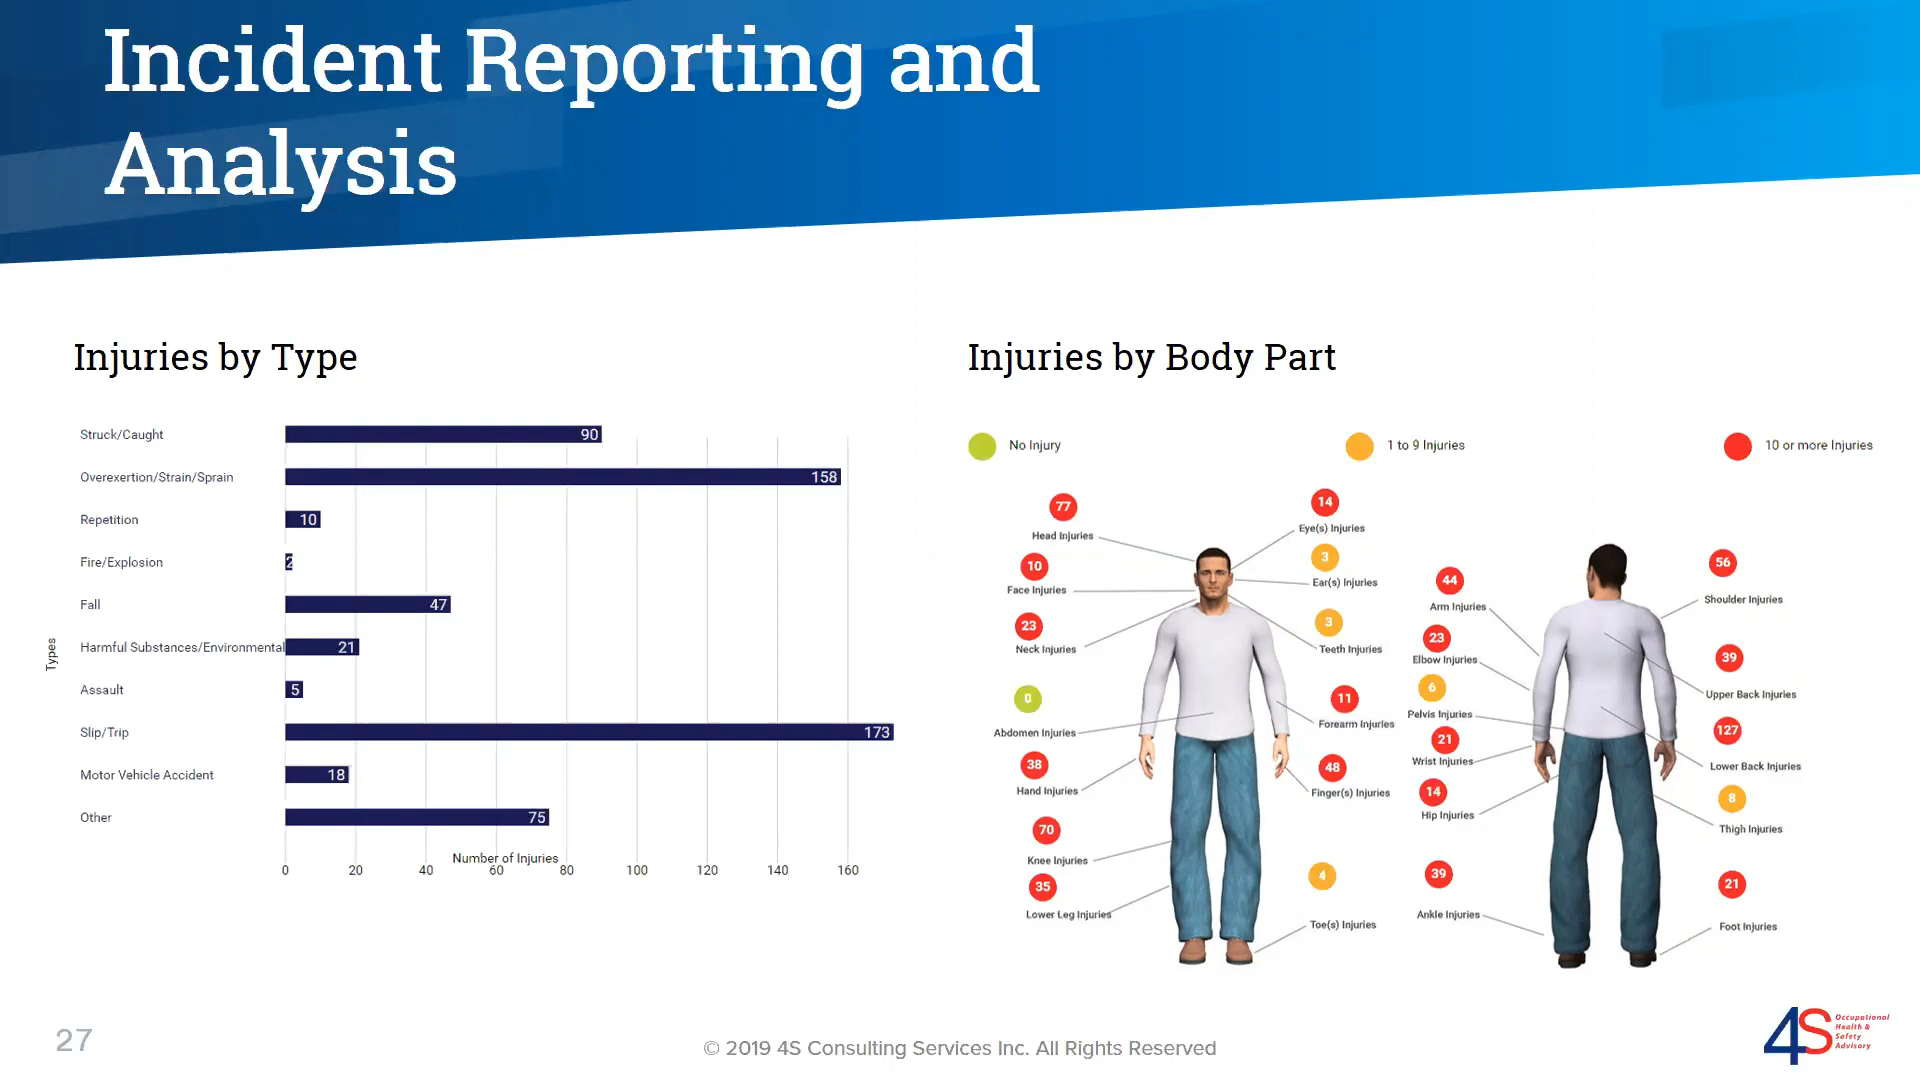 Incident Reporting and
Analysis
Injuries by Type
Struck/Caught
90
Overexertion/Strain/Sprain
158
Repetition
10
Fire/Explosion
2
Fall
47
Types
Harmful Substances/Environmental
21
Assault
5
Slip/Trip
173
Motor Vehicle Accident
18
Other
75
Number of Injuries
0 20 40 60 80 100 120 140 160
Injuries by Body Part
No Injury
1 to 9 Injuries
10 or more Injuries
77
Head Injuries
10
Face Injuries
23
Neck Injuries
0
Abdomen Injuries
38
Hand Injuries
70
Knee Injuries
35
Lower Leg Injuries
14
Eye(s) Injuries
3
Ear(s) Injuries
3
Teeth Injuries
11
Forearm Injuries
48
Finger(s) Injuries
4
Toe(s) Injuries
44
Arm Injuries
23
Elbow Injuries
6
Pelvis Injuries
21
Wrist Injuries
14
Hip Injuries
39
Ankle Injuries
56
Shoulder Injuries
39
Upper Back Injuries
127
Lower Back Injuries
8
Thigh Injuries
21
Foot Injuries
27
© 2019 4S Consulting Services Inc. All Rights Reserved
4S
Occupational
Health &
Safety
Advisory